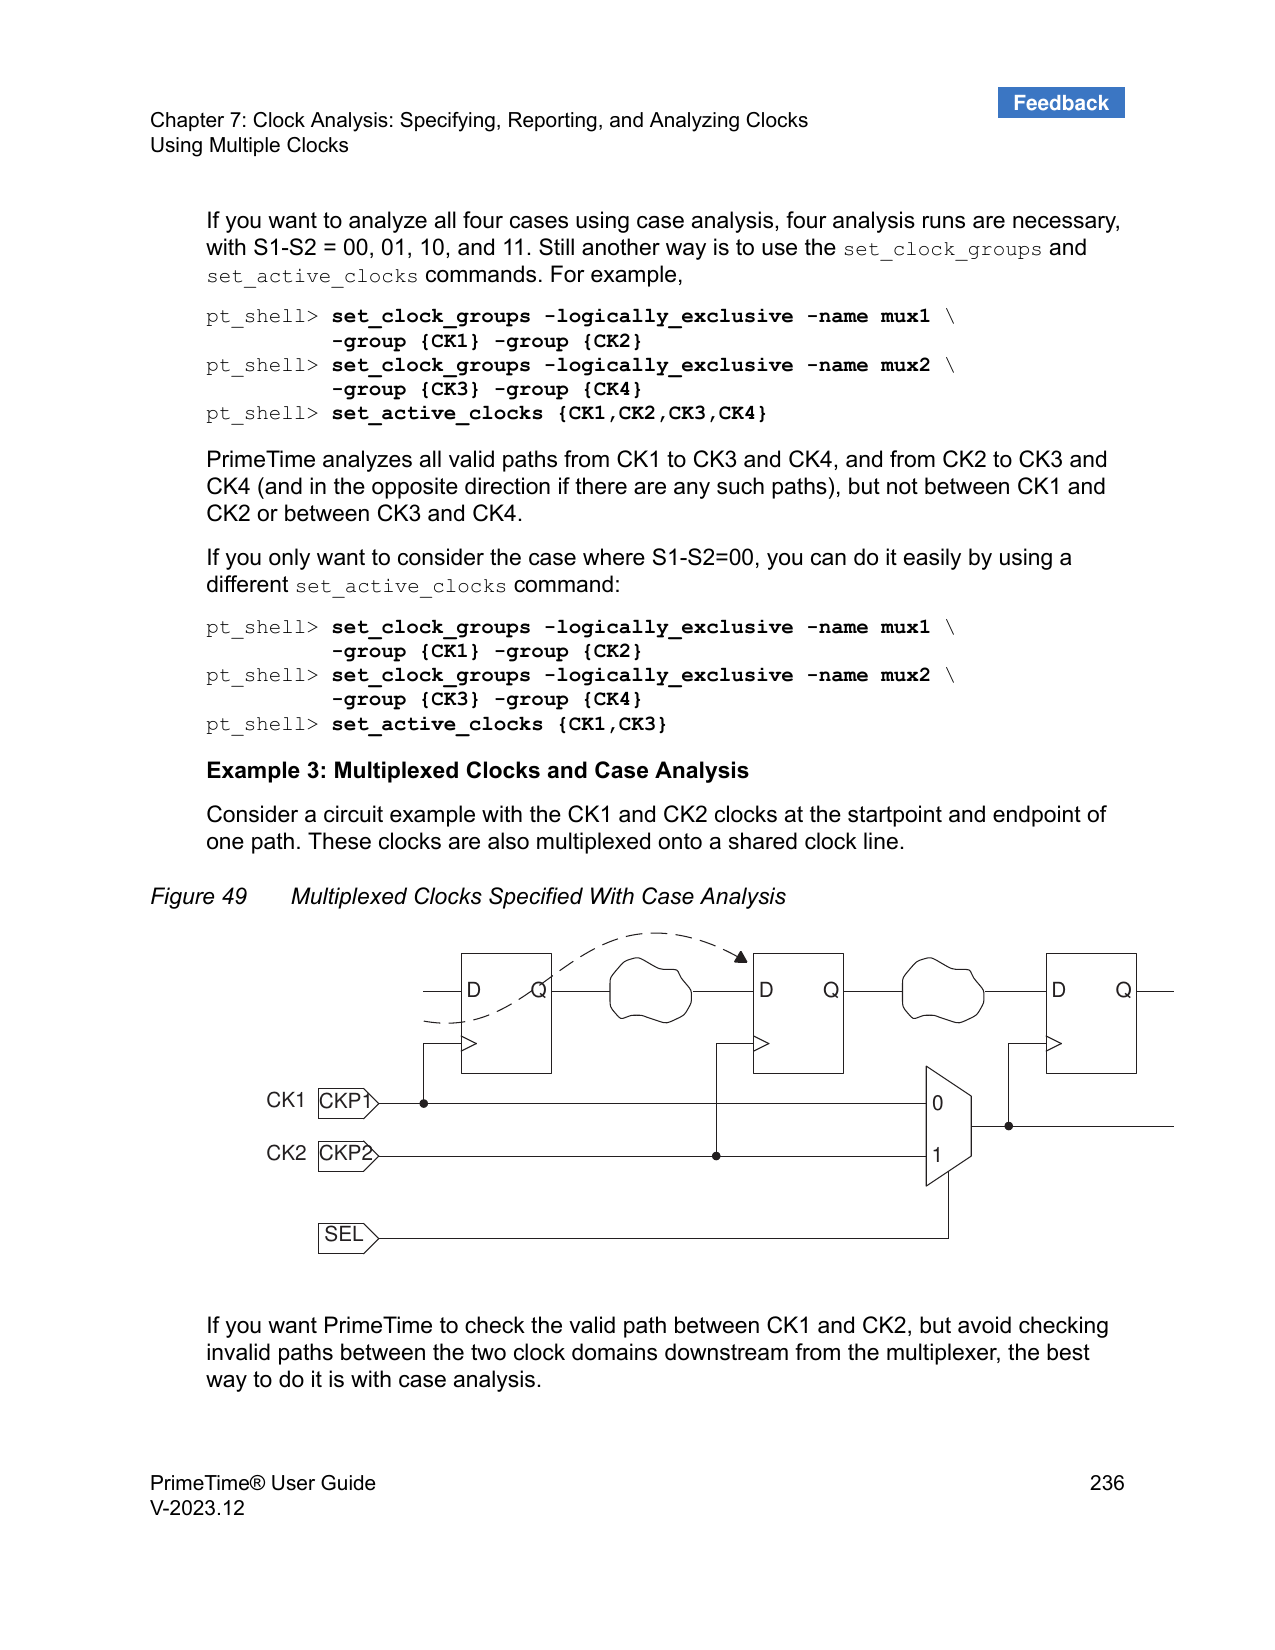 Feedback
Chapter 7: Clock Analysis: Specifying, Reporting, and Analyzing Clocks
Using Multiple Clocks
If you want to analyze all four cases using case analysis, four analysis runs are necessary,
with S1-S2 = 00, 01, 10, and 11. Still another way is to use the set_clock_groups and
set_active_clocks commands. For example,
pt_shell> set_clock_groups -logically_exclusive -name mux1 \
-group {CK1} -group {CK2}
pt_shell> set_clock_groups -logically_exclusive -name mux2 \
-group {CK3} -group {CK4}
pt_shell> set_active_clocks {CK1,CK2,CK3,CK4}
PrimeTime analyzes all valid paths from CK1 to CK3 and CK4, and from CK2 to CK3 and
CK4 (and in the opposite direction if there are any such paths), but not between CK1 and
CK2 or between CK3 and CK4.
If you only want to consider the case where S1-S2=00, you can do it easily by using a
different set_active_clocks command:
pt_shell> set_clock_groups -logically_exclusive -name mux1 \
-group {CK1} -group {CK2}
pt_shell> set_clock_groups -logically_exclusive -name mux2 \
-group {CK3} -group {CK4}
pt_shell> set_active_clocks {CK1,CK3}
Example 3: Multiplexed Clocks and Case Analysis
Consider a circuit example with the CK1 and CK2 clocks at the startpoint and endpoint of
one path. These clocks are also multiplexed onto a shared clock line.
Figure 49 Multiplexed Clocks Specified With Case Analysis
D Q D Q D Q
CK1 CKP1 0
CK2 CKP2 1
SEL
If you want PrimeTime to check the valid path between CK1 and CK2, but avoid checking
invalid paths between the two clock domains downstream from the multiplexer, the best
way to do it is with case analysis.
PrimeTime® User Guide 236
V-2023.12